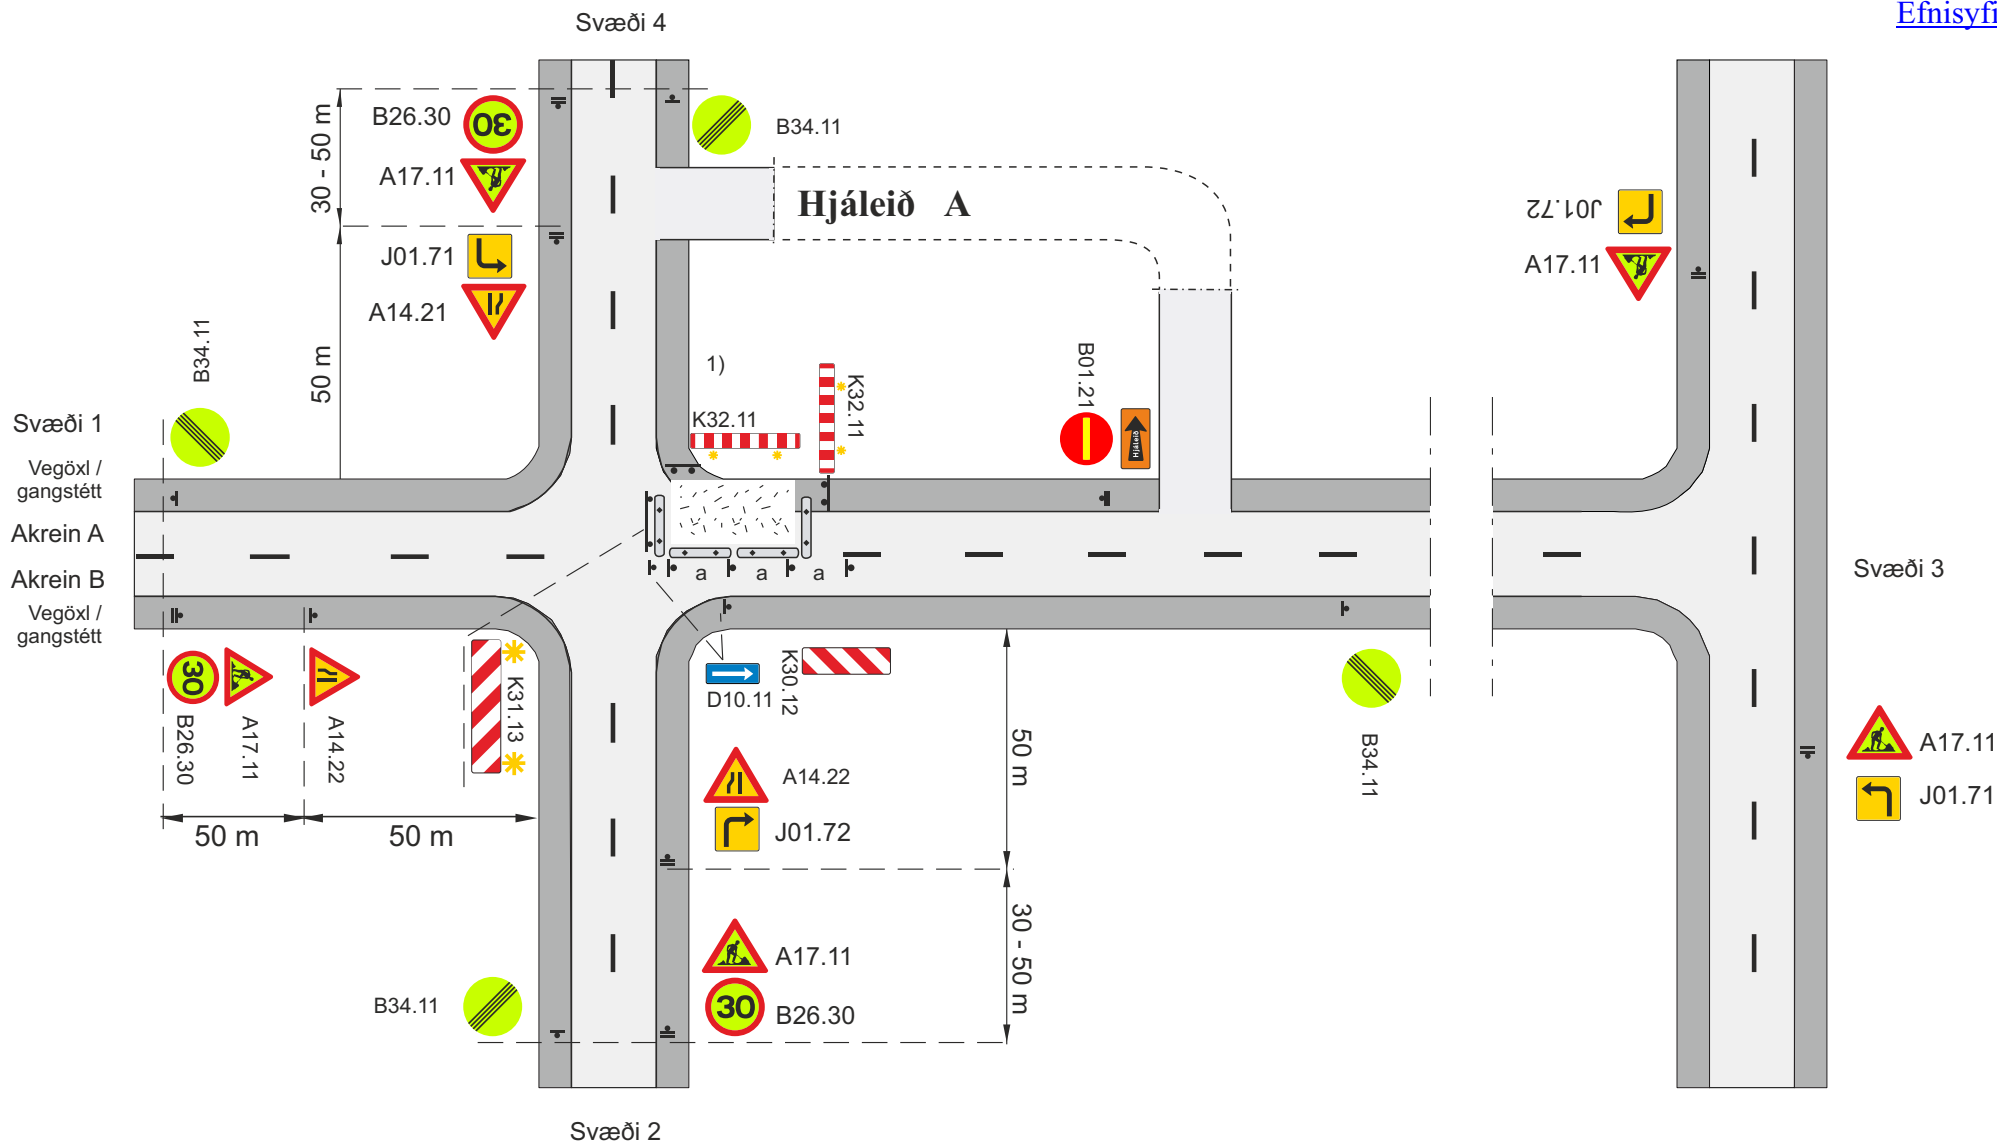 Svæði 4
Efnisyfi
B26.30
30
A17.11
30 - 50 m
B34.11
Hjáleið A
J01.72
A17.11
J01.71
A14.21
50 m
B34.11
1)
K32.11
K32.11
B01.21
Hjáleið
Svæði 1
Vegöxl /
gangstétt
Akrein A
Akrein B
Vegöxl /
gangstétt
a
a
a
Svæði 3
30
B26.30
A17.11
A14.22
K31.13
D10.11
K30.12
50 m
50 m
A14.22
J01.72
50 m
B34.11
A17.11
J01.71
A17.11
30
B26.30
30 - 50 m
B34.11
Svæði 2